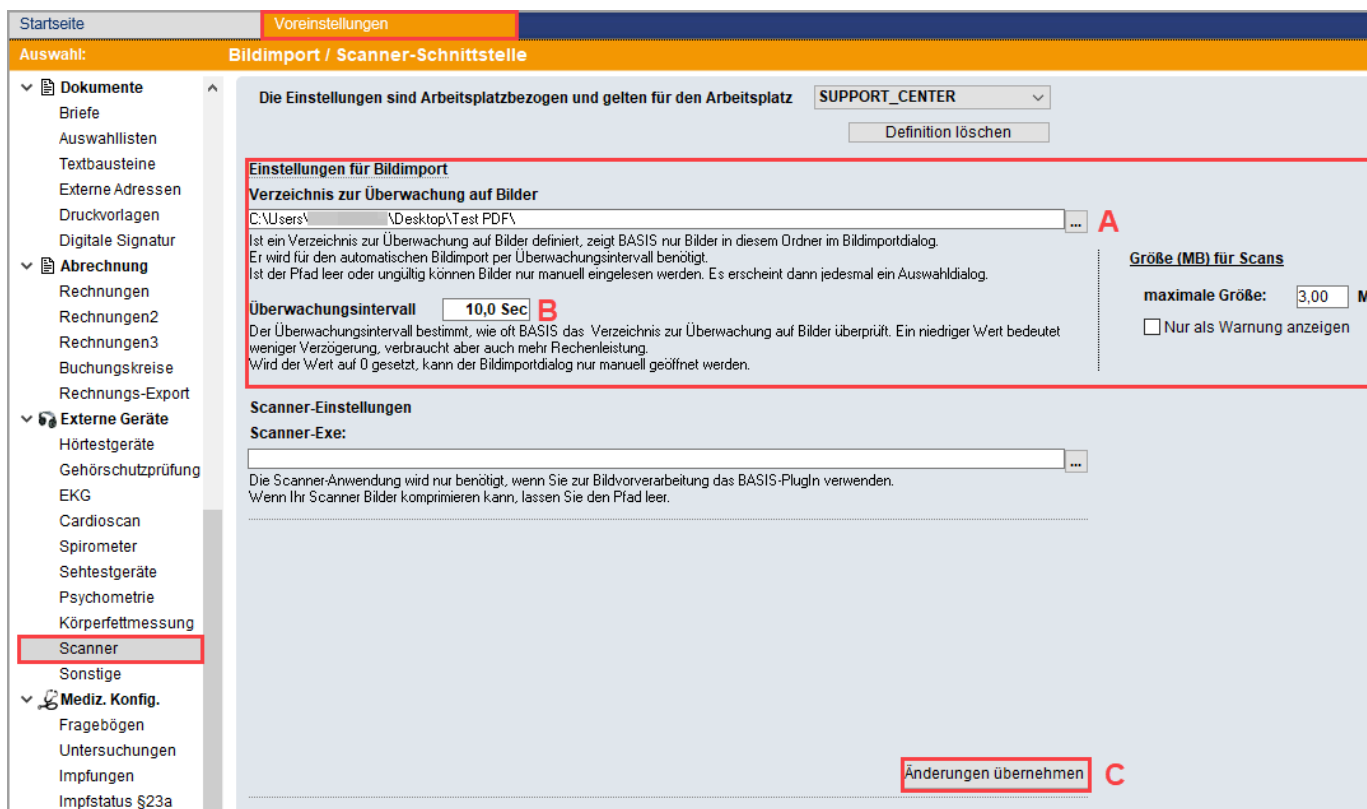 Startseite
Voreinstellungen
Auswahl:
Bildimport / Scanner-Schnittstelle
Dokumente
Briefe
Auswahllisten
Textbausteine
Externe Adressen
Druckvorlagen
Digitale Signatur
Abrechnung
Rechnungen
Rechnungen2
Rechnungen3
Buchungskreise
Rechnungs-Export
Externe Geräte
Hörtestgeräte
Gehörschutzprüfung
EKG
Cardioscan
Spirometer
Sehtestgeräte
Psychometrie
Körperfettmessung
Scanner
Sonstige
Mediz. Konfig.
Fragebögen
Untersuchungen
Impfungen
Impfstatus §23a
Die Einstellungen sind Arbeitsplatzbezogen und gelten für den Arbeitsplatz
SUPPORT_CENTER
Definition löschen
Einstellungen für Bildimport
Verzeichnis zur Überwachung auf Bilder
C:\Users\ \Desktop\Test PDF\
...
A
Ist ein Verzeichnis zur Überwachung auf Bilder definiert, zeigt BASIS nur Bilder in diesem Ordner im Bildimportdialog.
Er wird für den automatischen Bildimport per Überwachungsintervall benötigt.
Ist der Pfad leer oder ungültig können Bilder nur manuell eingelesen werden. Es erscheint dann jedesmal ein Auswahldialog.
Überwachungsintervall
10,0 Sec
B
Der Überwachungsintervall bestimmt, wie oft BASIS das Verzeichnis zur Überwachung auf Bilder überprüft. Ein niedriger Wert bedeutet
weniger Verzögerung, verbraucht aber auch mehr Rechenleistung.
Wird der Wert auf 0 gesetzt, kann der Bildimportdialog nur manuell geöffnet werden.
Größe (MB) für Scans
maximale Größe:
3,00
Nur als Warnung anzeigen
Scanner-Einstellungen
Scanner-Exe:
...
Die Scanner-Anwendung wird nur benötigt, wenn Sie zur Bildvorverarbeitung das BASIS-PlugIn verwenden.
Wenn Ihr Scanner Bilder komprimieren kann, lassen Sie den Pfad leer.
Änderungen übernehmen
C